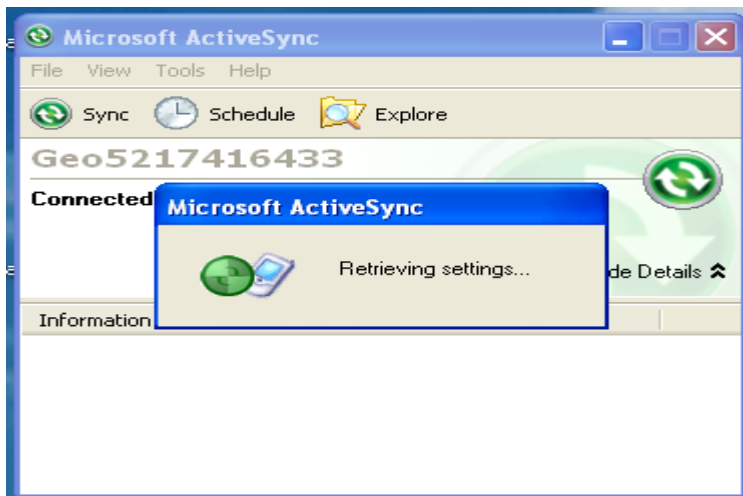 Microsoft ActiveSync
File View Tools Help
Sync Schedule Explore
Geo5217416433
Connected
Microsoft ActiveSync
Retrieving settings...
de Details
Information